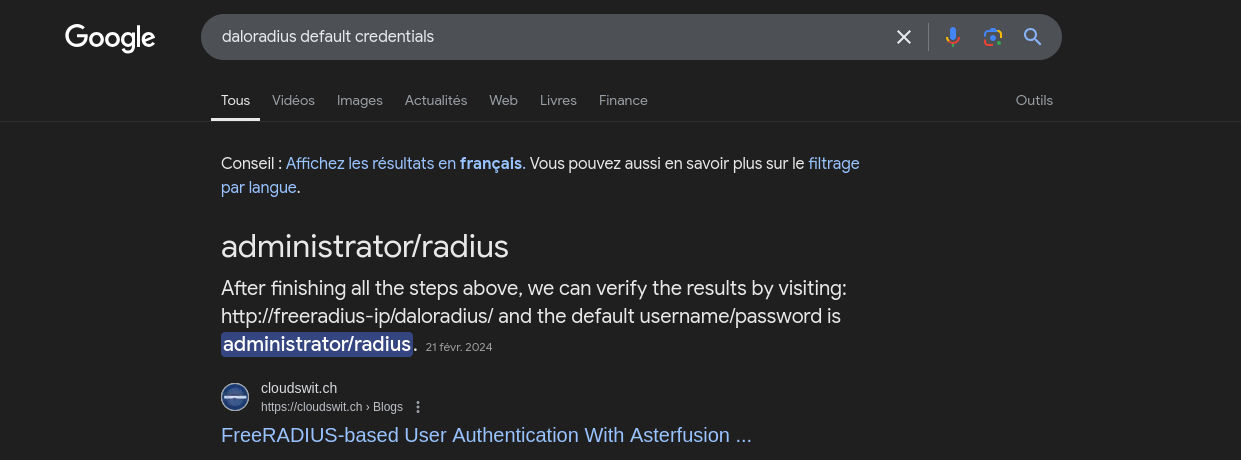 Google
daloradius default credentials
Tous Vidéos Images Actualités Web Livres Finance Outils
Conseil : Affichez les résultats en français. Vous pouvez aussi en savoir plus sur le filtrage
par langue.
administrator/radius
After finishing all the steps above, we can verify the results by visiting:
http://freeradius-ip/daloradius/ and the default username/password is
administrator/radius. 21 févr. 2024
cloudswit.ch
https://cloudswit.ch › Blogs
FreeRADIUS-based User Authentication With Asterfusion ...